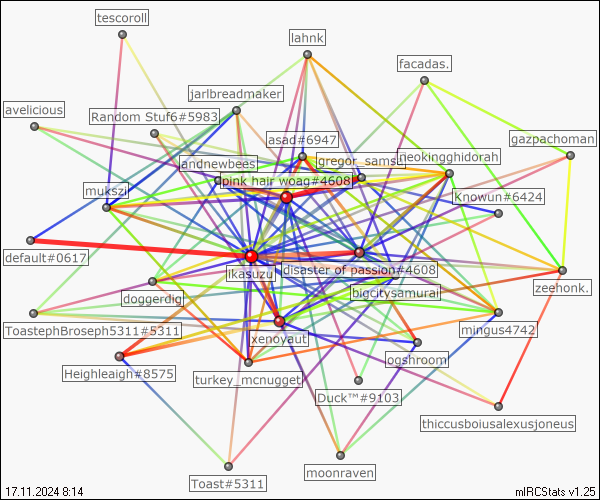 tescoroll
lahnk
facadas.
jarlbreadmaker
avelicious
Random Stuf6#5983
asad#6947
gazpachoman
andnewbees
gregor_sams
neokingghidorah
pink hair woag#4608
mukszi
Knowun#6424
default#0617
ikasuzu
disaster of passion#4608
zeehonk.
doggerdig
bigcitysamurai
ToastephBroseph5311#5311
xenoyaut
mingus4742
Heighleaigh#8575
turkey_mcnugget
ogshroom
Duck™#9103
thiccusboiusalexusjoneus
moonraven
Toast#5311
17.11.2024 8:14
mIRCStats v1.25